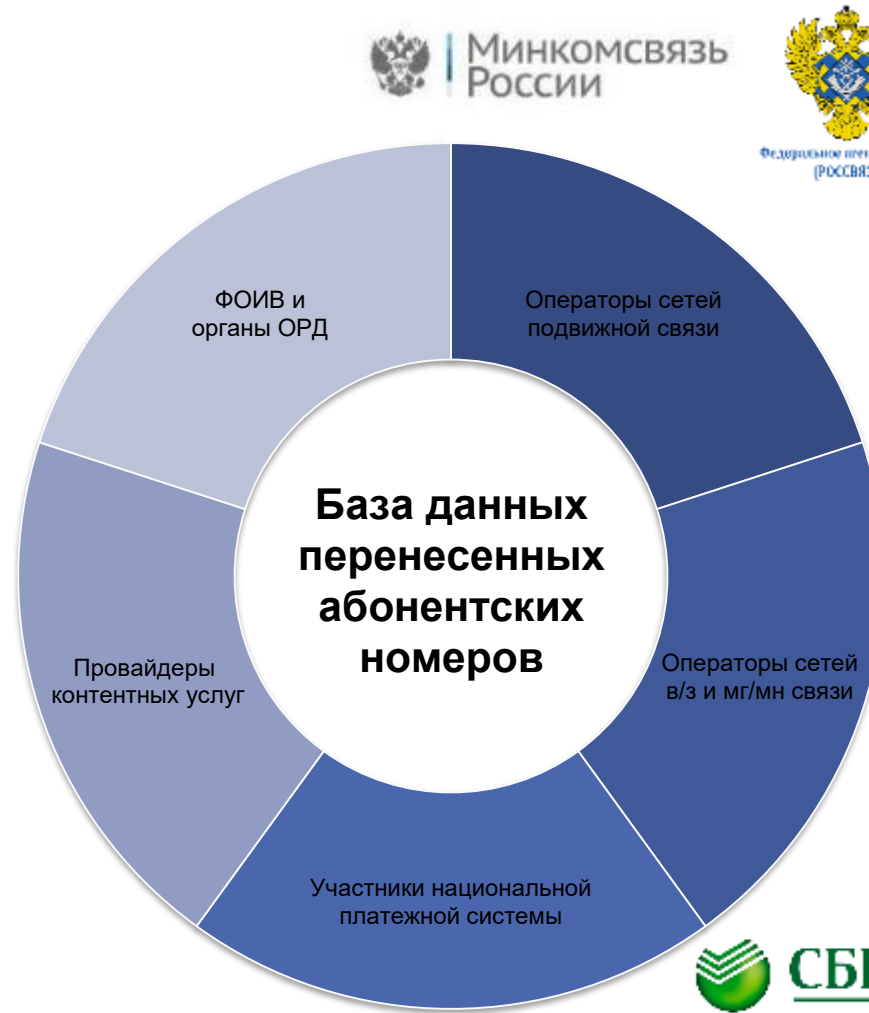 Минкомсвязь
России
Федеральное
ФОИВ и
органы ОРД
Операторы сетей
подвижной связи
База данных
перенесенных
абонентских
номеров
Провайдеры
контентных услуг
Операторы сетей
в/з и мг/мн связи
Участники национальной
платежной системы